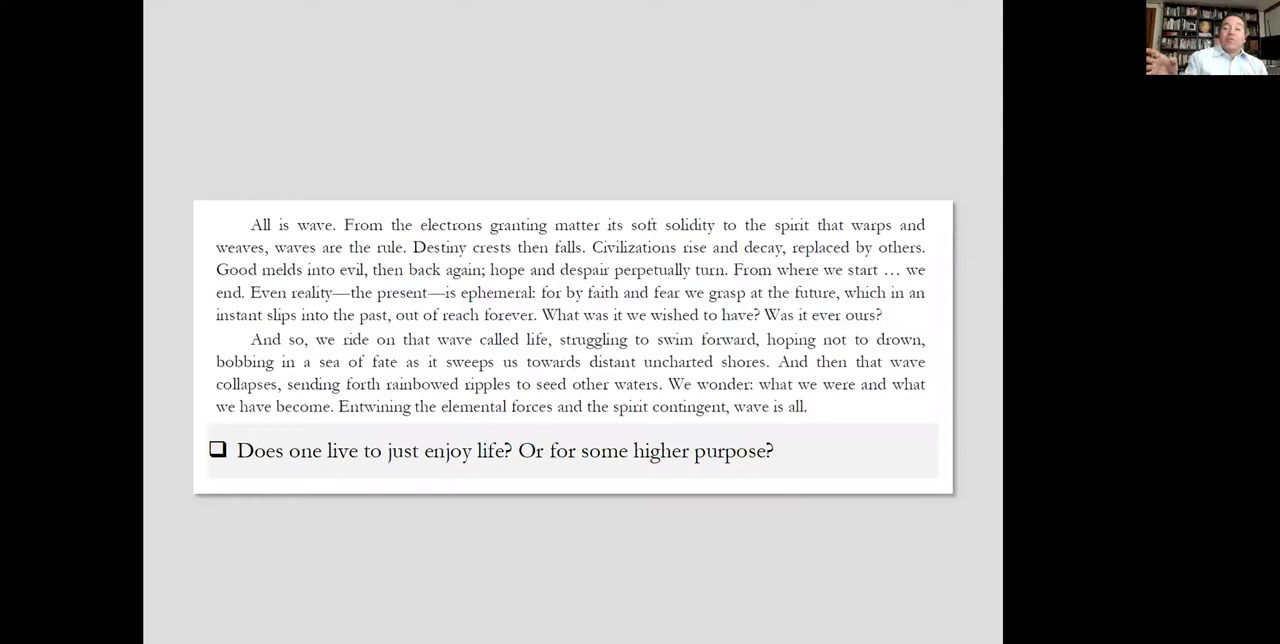 All is wave. From the electrons granting matter its soft solidity to the spirit that warps and
weaves, waves are the rule. Destiny crests then falls. Civilizations rise and decay, replaced by others.
Good melds into evil, then back again; hope and despair perpetually turn. From where we start … we
end. Even reality—the present—is ephemeral: for by faith and fear we grasp at the future, which in an
instant slips into the past, out of reach forever. What was it we wished to have? Was it ever ours?
And so, we ride on that wave called life, struggling to swim forward, hoping not to drown,
bobbing in a sea of fate as it sweeps us towards distant uncharted shores. And then that wave
collapses, sending forth rainbowed ripples to seed other waters. We wonder: what we were and what
we have become. Entwining the elemental forces and the spirit contingent, wave is all.
❑ Does one live to just enjoy life? Or for some higher purpose?